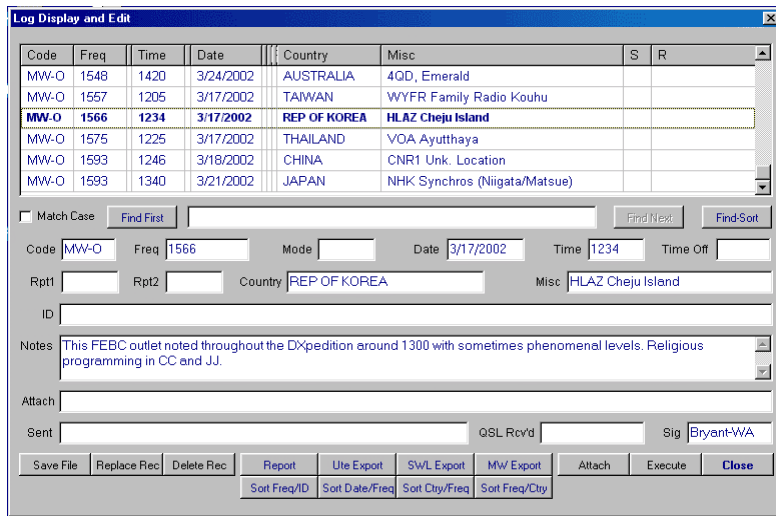 Log Display and Edit
Code Freq Time Date Country Misc S R
MW-O 1548 1420 3/24/2002 AUSTRALIA 4QD, Emerald
MW-O 1557 1205 3/17/2002 TAIWAN WYFR Family Radio Kouhu
MW-O 1566 1234 3/17/2002 REP OF KOREA HLAZ Cheju Island
MW-O 1575 1225 3/17/2002 THAILAND VOA Ayutthaya
MW-O 1593 1246 3/18/2002 CHINA CNR1 Unk. Location
MW-O 1593 1340 3/21/2002 JAPAN NHK Synchros (Niigata/Matsue)
Match Case Find First Find Next Find-Sort
Code MW-O Freq 1566 Mode Date 3/17/2002 Time 1234 Time Off
Rpt1 Rpt2 Country REP OF KOREA Misc HLAZ Cheju Island
ID
Notes This FEBC outlet noted throughout the DXpedition around 1300 with sometimes phenomenal levels. Religious
programming in CC and JJ.
Attach
Sent QSL Rcv'd Sig Bryant-WA
Save File Replace Rec Delete Rec Report Ute Export SWL Export MW Export Attach Execute Close
Sort Freq/ID Sort Date/Freq Sort Ctry/Freq Sort Freq/Ctry